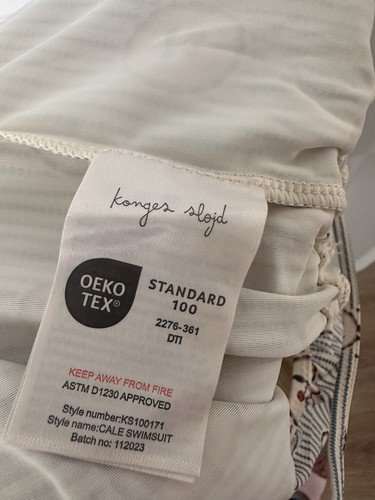 konges sløjd
OEKO
TEX®
STANDARD
100
2276-361
DTI
KEEP AWAY FROM FIRE
ASTM D1230 APPROVED
Style number:KS100171
Style name:CALE SWIMSUIT
Batch no: 112023